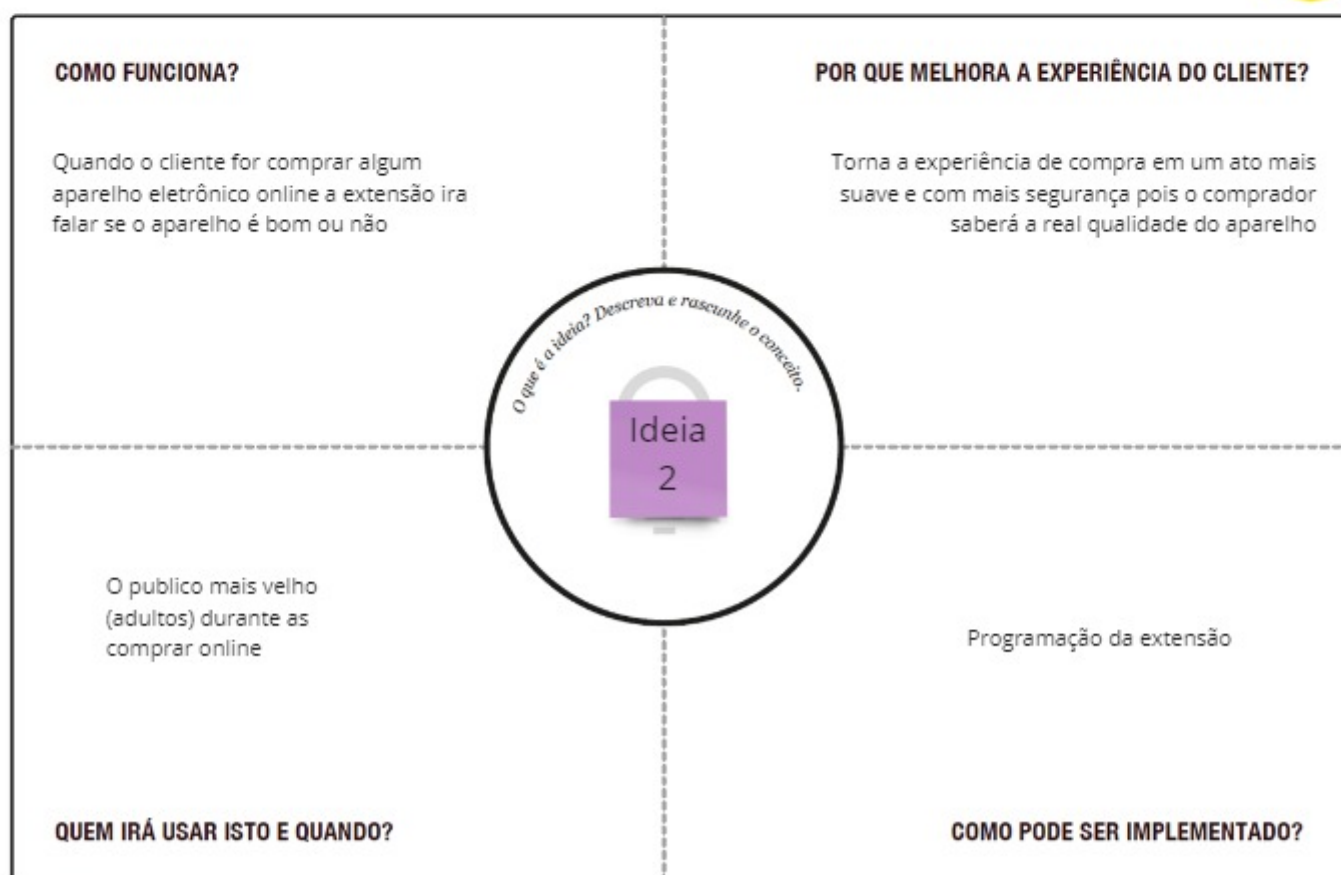 COMO FUNCIONA?
Quando o cliente for comprar algum
aparelho eletrônico online a extensão ira
falar se o aparelho é bom ou não
POR QUE MELHORA A EXPERIÊNCIA DO CLIENTE?
Torna a experiência de compra em um ato mais
suave e com mais segurança pois o comprador
saberá a real qualidade do aparelho
O que é a ideia? Descreva e rascunhe o conceito.
Ideia
2
O publico mais velho
(adultos) durante as
comprar online
QUEM IRÁ USAR ISTO E QUANDO?
Programação da extensão
COMO PODE SER IMPLEMENTADO?